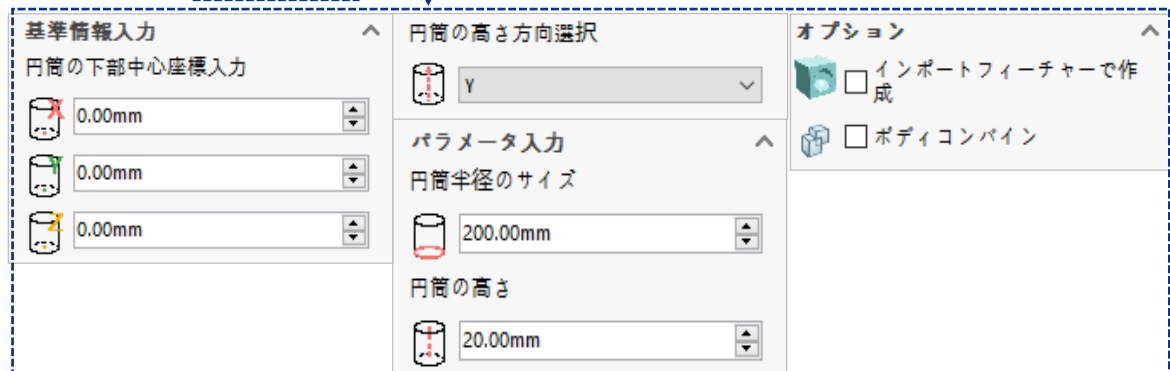 基準情報入力
円筒の下部中心座標入力
X
0.00mm
Y
0.00mm
Z
0.00mm
円筒の高さ方向選択
Y
パラメータ入力
円筒半径のサイズ
200.00mm
円筒の高さ
20.00mm
オプション
インポートフィーチャーで作
成
ボディコンバイン